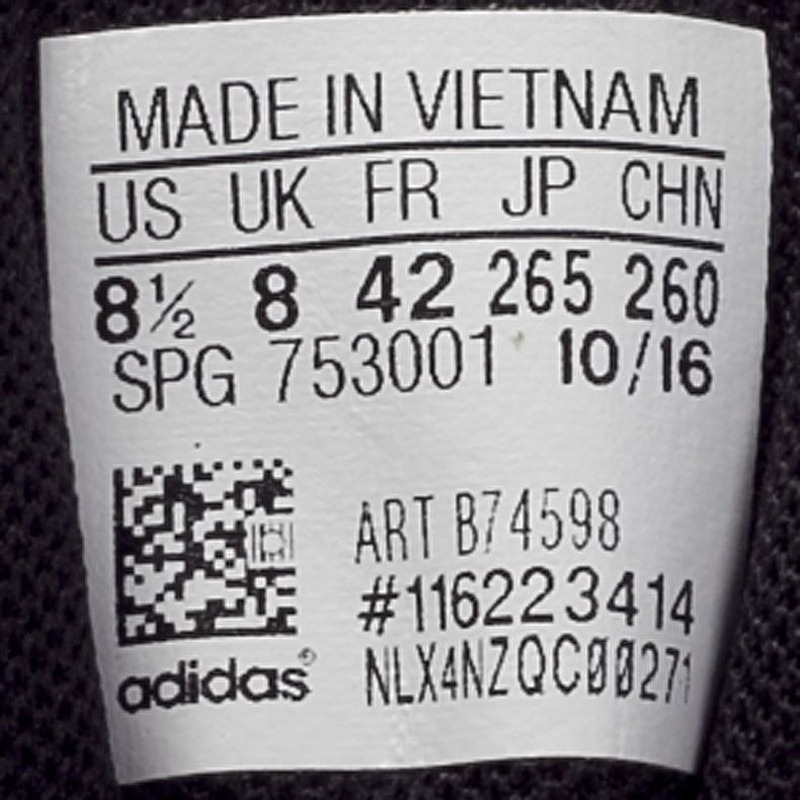 MADE IN VIETNAM
US UK FR JP CHN
8½ 8 42 265 260
SPG 753001 10/16
ART B74598
#116223414
adidas® NLX4NZQC00271